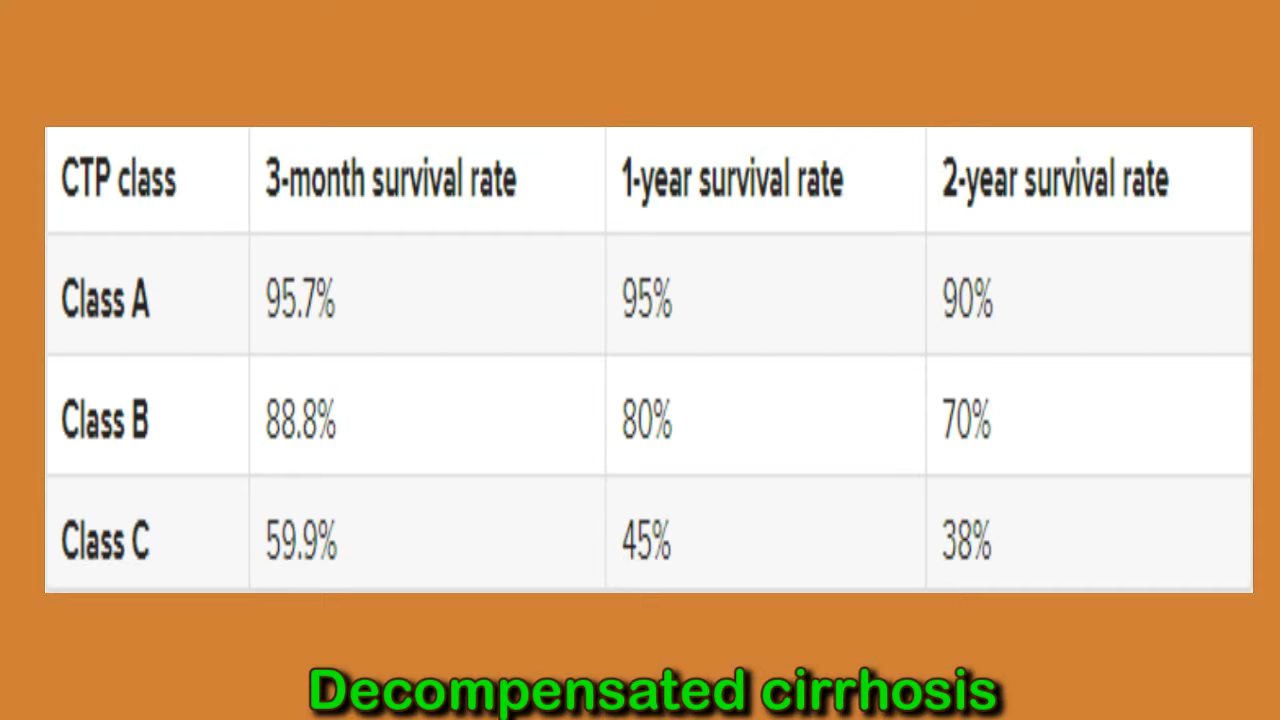 CTP class 3-month survival rate 1-year survival rate 2-year survival rate
Class A 95.7% 95% 90%
Class B 88.8% 80% 70%
Class C 59.9% 45% 38%
Decompensated cirrhosis